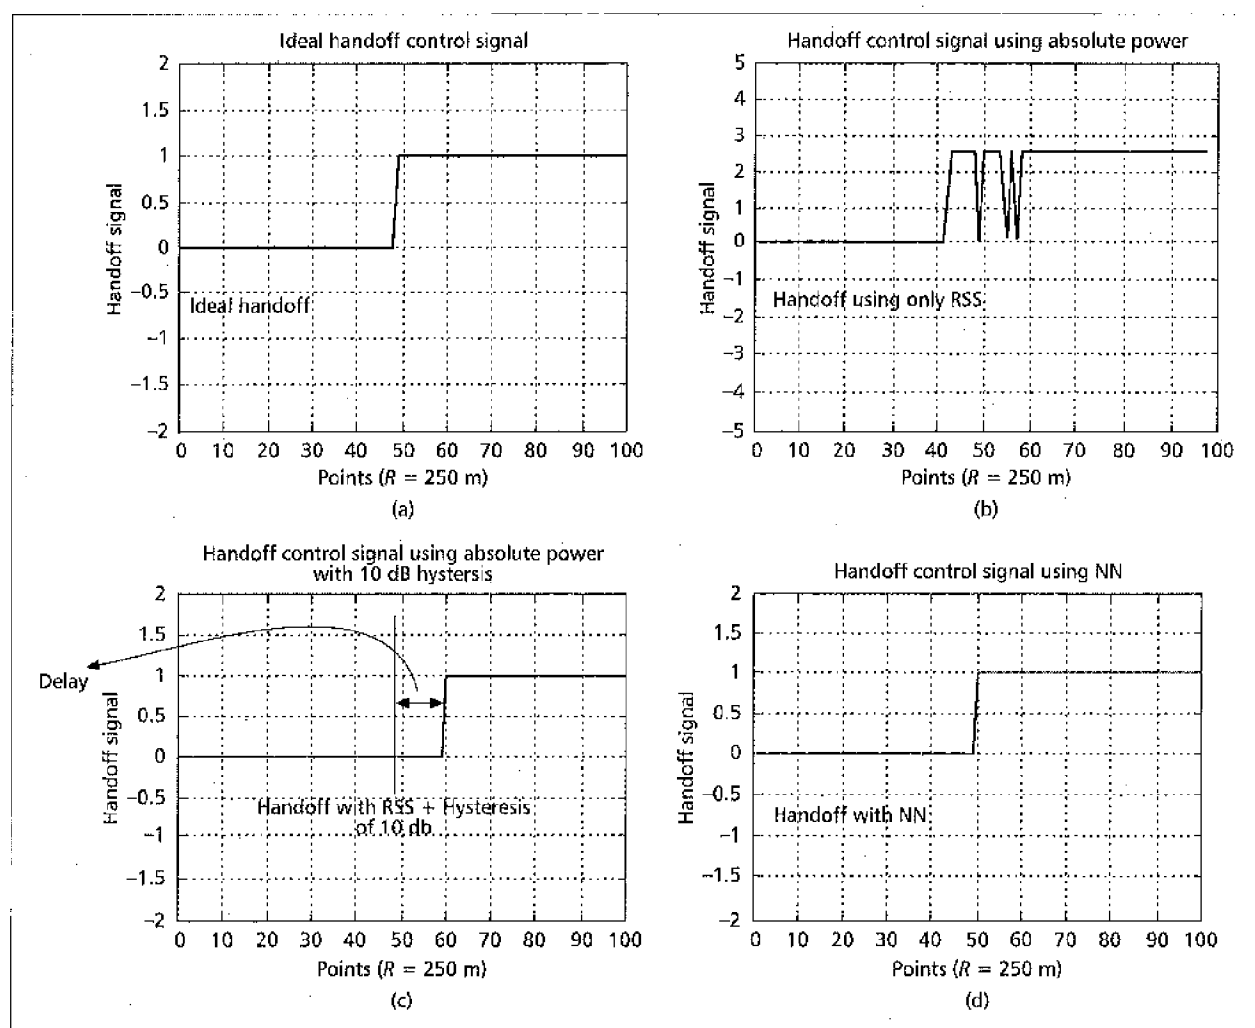 Ideal handoff control signal
2
1.5
1
0.5
0
−0.5
−1
−1.5
−2
Handoff signal
Ideal handoff
0 10 20 30 40 50 60 70 80 90 100
Points (R = 250 m)
(a)
Handoff control signal using absolute power
5
4
3
2
1
0
−1
−2
−3
−4
−5
Handoff signal
Handoff using only RSS
0 10 20 30 40 50 60 70 80 90 100
Points (R = 250 m)
(b)
Handoff control signal using absolute power
with 10 dB hystersis
2
1.5
1
0.5
0
−0.5
−1
−1.5
−2
Delay
Handoff signal
Handoff with RSS + Hysteresis
of 10 db
0 10 20 30 40 50 60 70 80 90 100
Points (R = 250 m)
(c)
Handoff control signal using NN
2
1.5
1
0.5
0
−0.5
−1
−1.5
−2
Handoff signal
Handoff with NN
0 10 20 30 40 50 60 70 80 90 100
Points (R = 250 m)
(d)